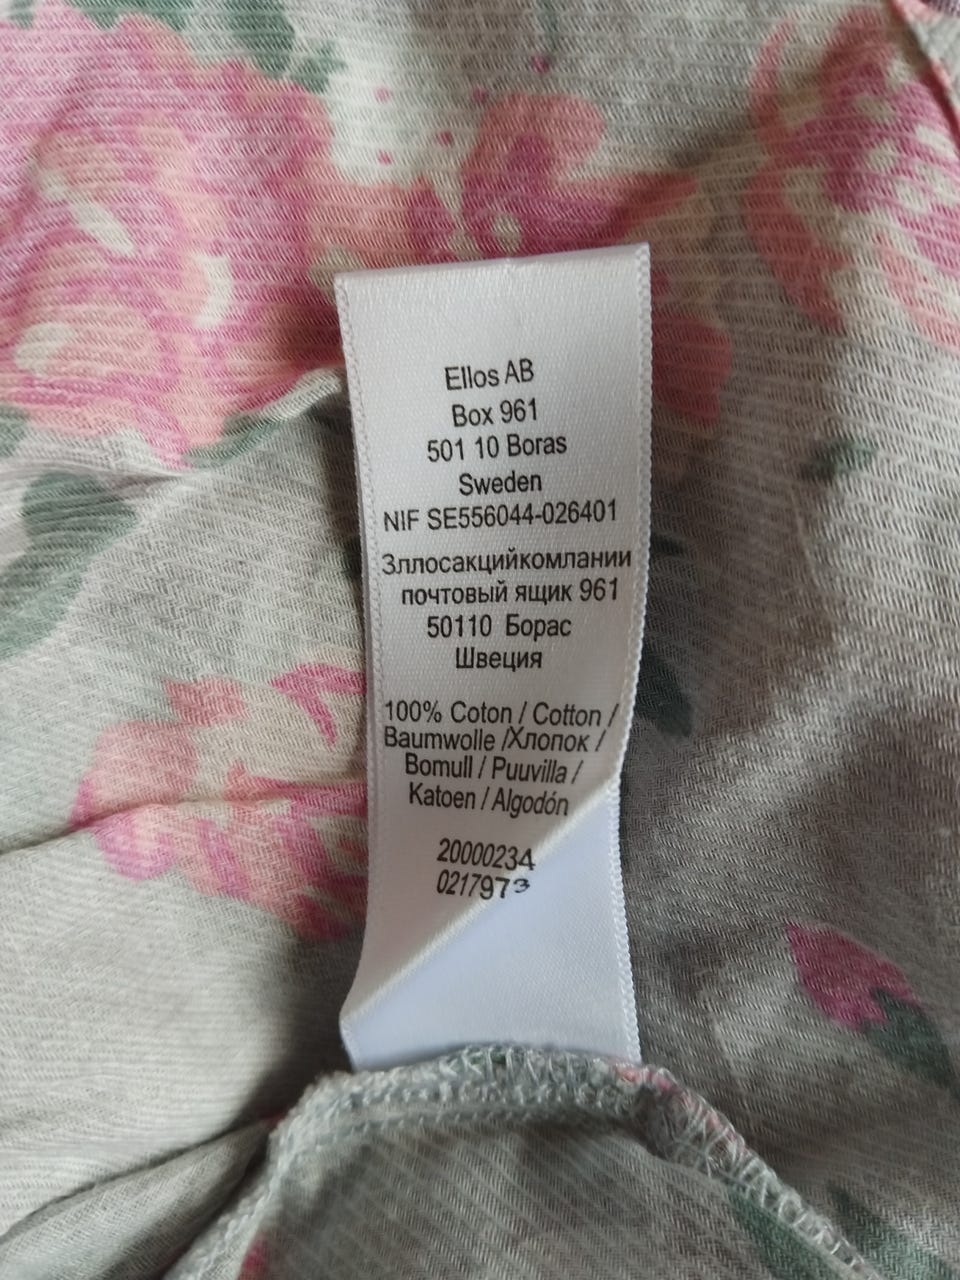 Ellos AB
Box 961
501 10 Boras
Sweden
NIF SE556044-026401
Зллосакцийкомпании
почтовый ящик 961
50110 Борас
Швеция
100% Coton / Cotton /
Baumwolle /Хлопок /
Bomull / Puuvilla /
Katoen / Algodón
20000234
0217973